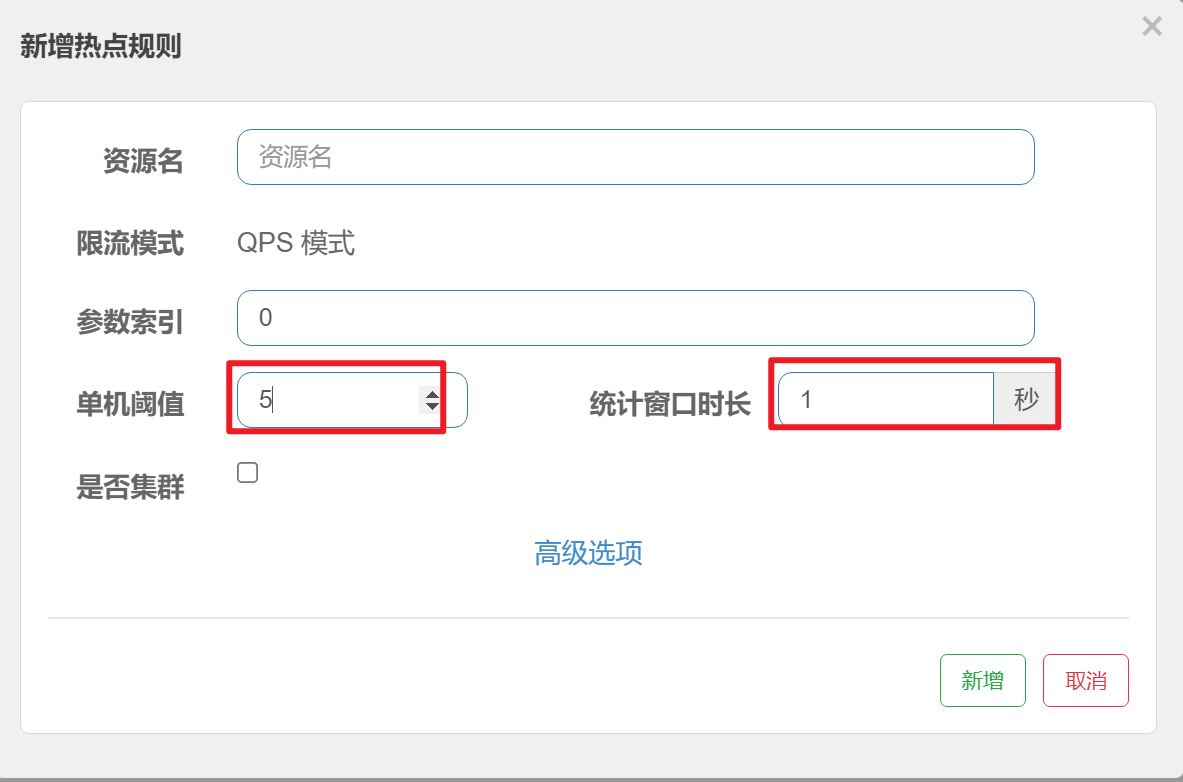 新增热点规则
×
资源名 资源名
限流模式 QPS 模式
参数索引 0
单机阈值 5 统计窗口时长 1 秒
是否集群
高级选项
新增 取消